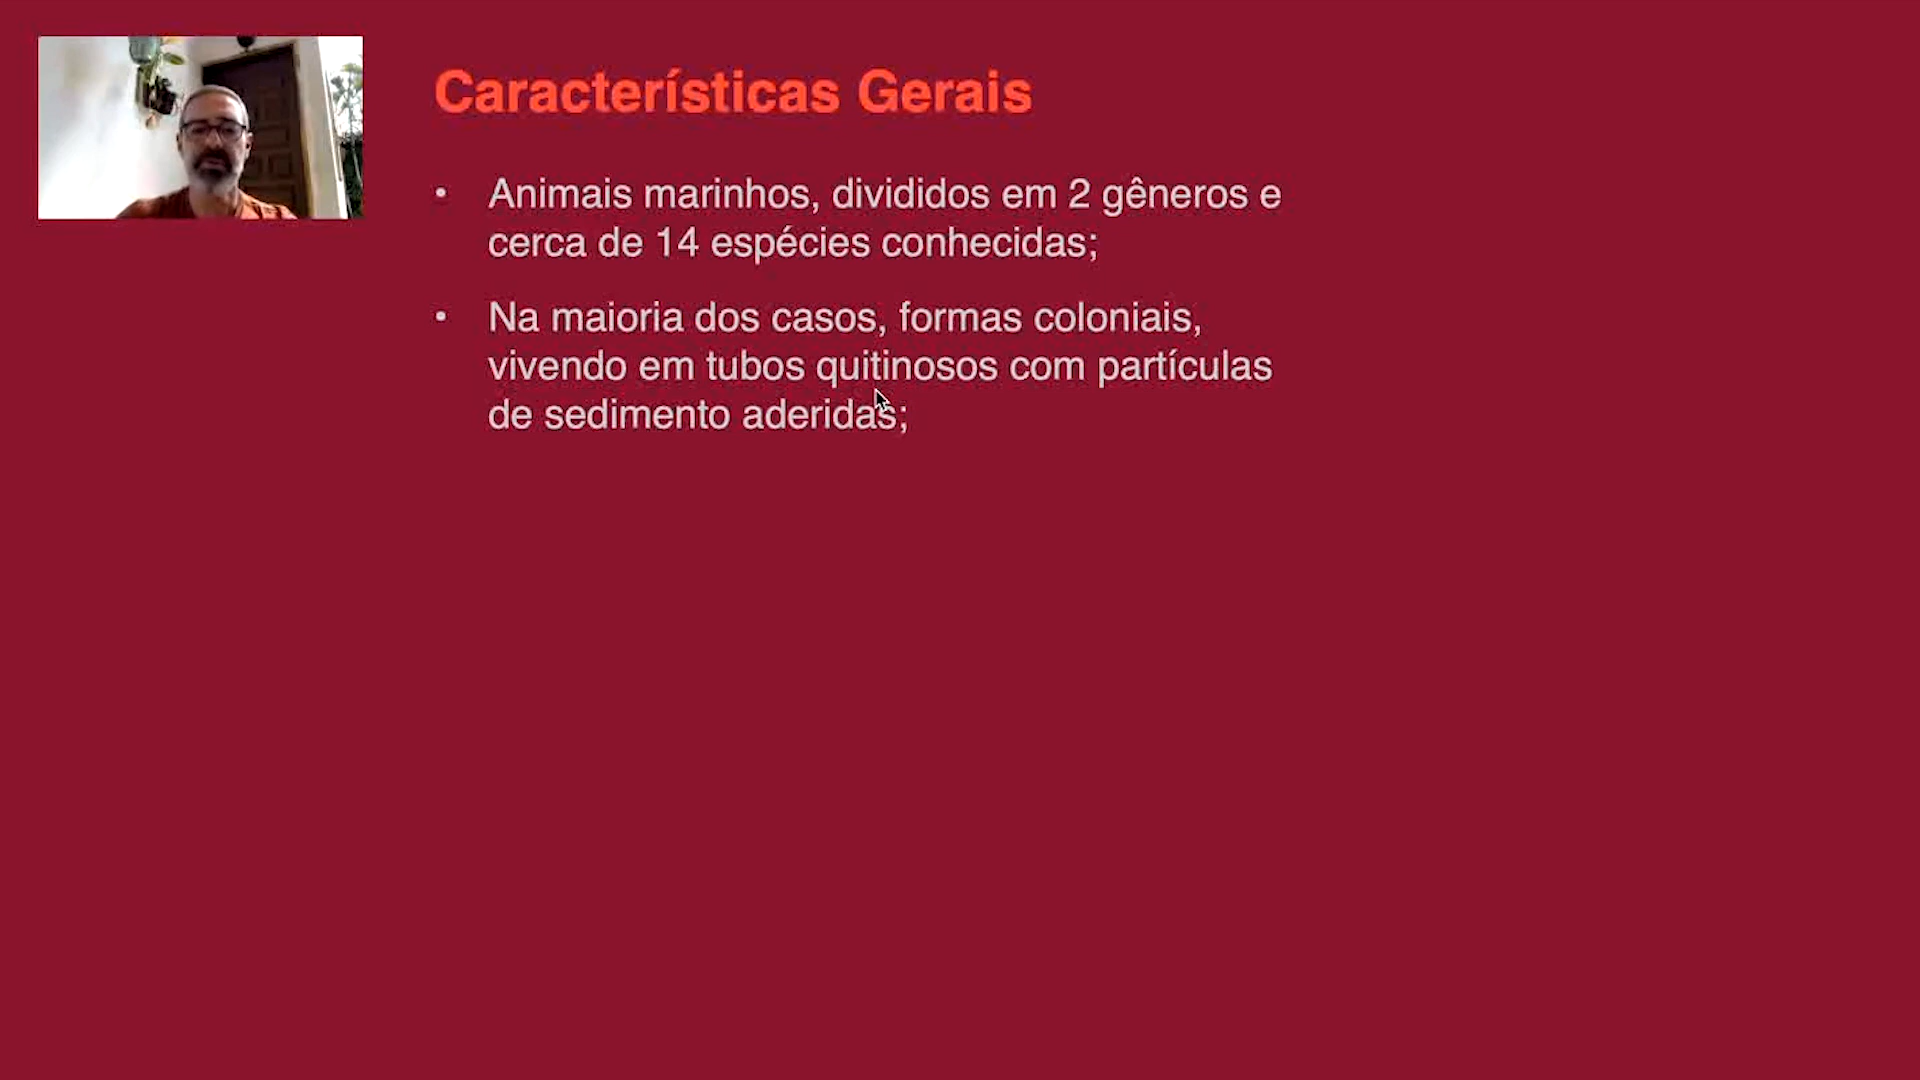 Características Gerais
• Animais marinhos, divididos em 2 gêneros e
cerca de 14 espécies conhecidas;
• Na maioria dos casos, formas coloniais,
vivendo em tubos quitinosos com partículas
de sedimento aderidas;